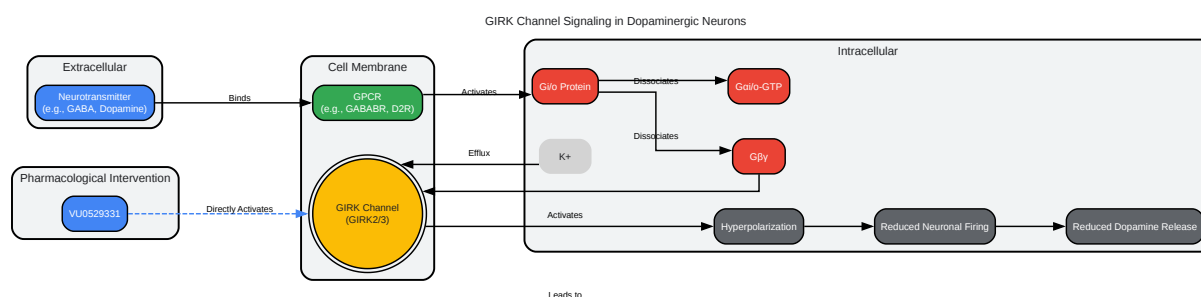 GIRK Channel Signaling in Dopaminergic Neurons
Extracellular
Neurotransmitter
(e.g., GABA, Dopamine)
Binds
Cell Membrane
GPCR
(e.g., GABABR, D2R)
Activates
Intracellular
Gi/o Protein
Dissociates
Gαi/o-GTP
Dissociates
Gβγ
K+
Efflux
Pharmacological Intervention
VU0529331
Directly Activates
GIRK Channel
(GIRK2/3)
Activates
Hyperpolarization
Reduced Neuronal Firing
Reduced Dopamine Release
Leads to